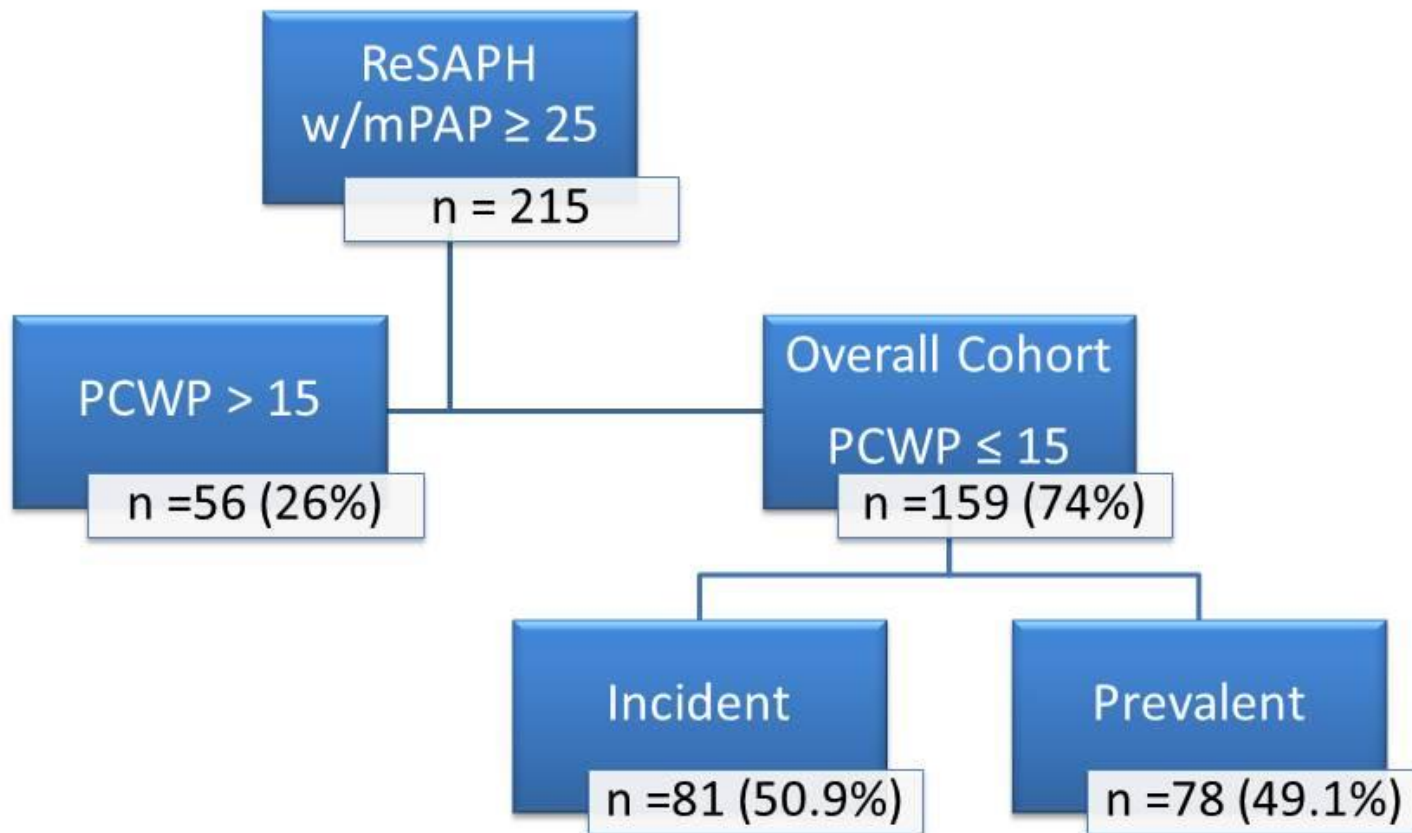 ReSAPH
w/mPAP ≥ 25
n = 215
PCWP > 15
n =56 (26%)
Overall Cohort
PCWP ≤ 15
n =159 (74%)
Incident
n =81 (50.9%)
Prevalent
n =78 (49.1%)